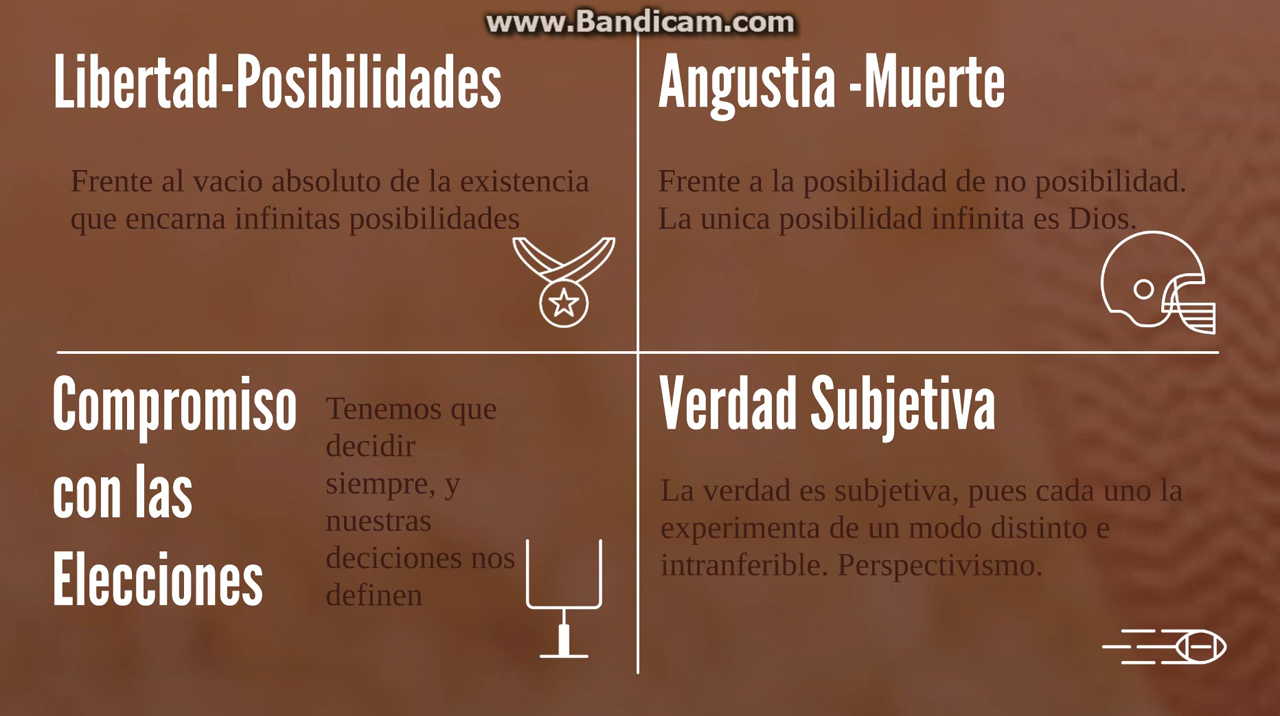 www.Bandicam.com
Libertad-Posibilidades
Frente al vacio absoluto de la existencia
que encarna infinitas posibilidades
Angustia -Muerte
Frente a la posibilidad de no posibilidad.
La unica posibilidad infinita es Dios.
Compromiso
con las
Elecciones
Tenemos que
decidir
siempre, y
nuestras
deciciones nos
definen
Verdad Subjetiva
La verdad es subjetiva, pues cada uno la
experimenta de un modo distinto e
intranferible. Perspectivismo.